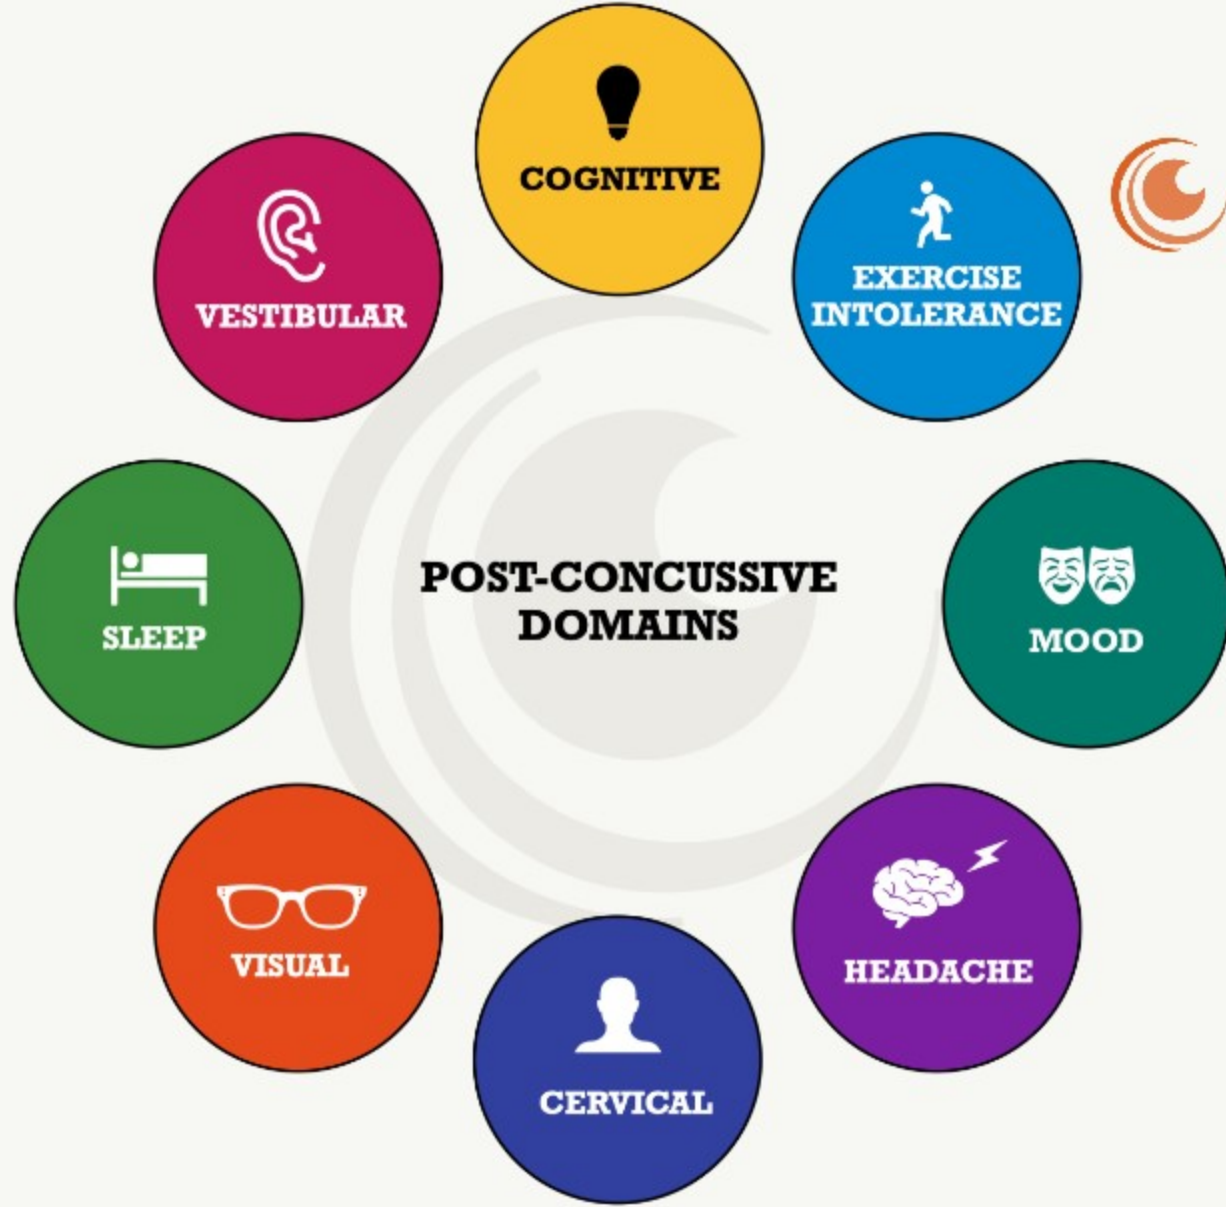 COGNITIVE
EXERCISE
INTOLERANCE
MOOD
HEADACHE
CERVICAL
VISUAL
SLEEP
VESTIBULAR
POST-CONCUSSIVE
DOMAINS